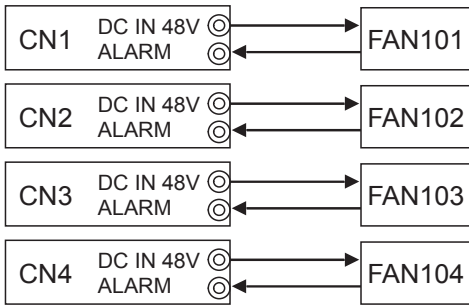 CN1 DC IN 48V FAN101
ALARM
CN2 DC IN 48V FAN102
ALARM
CN3 DC IN 48V FAN103
ALARM
CN4 DC IN 48V FAN104
ALARM